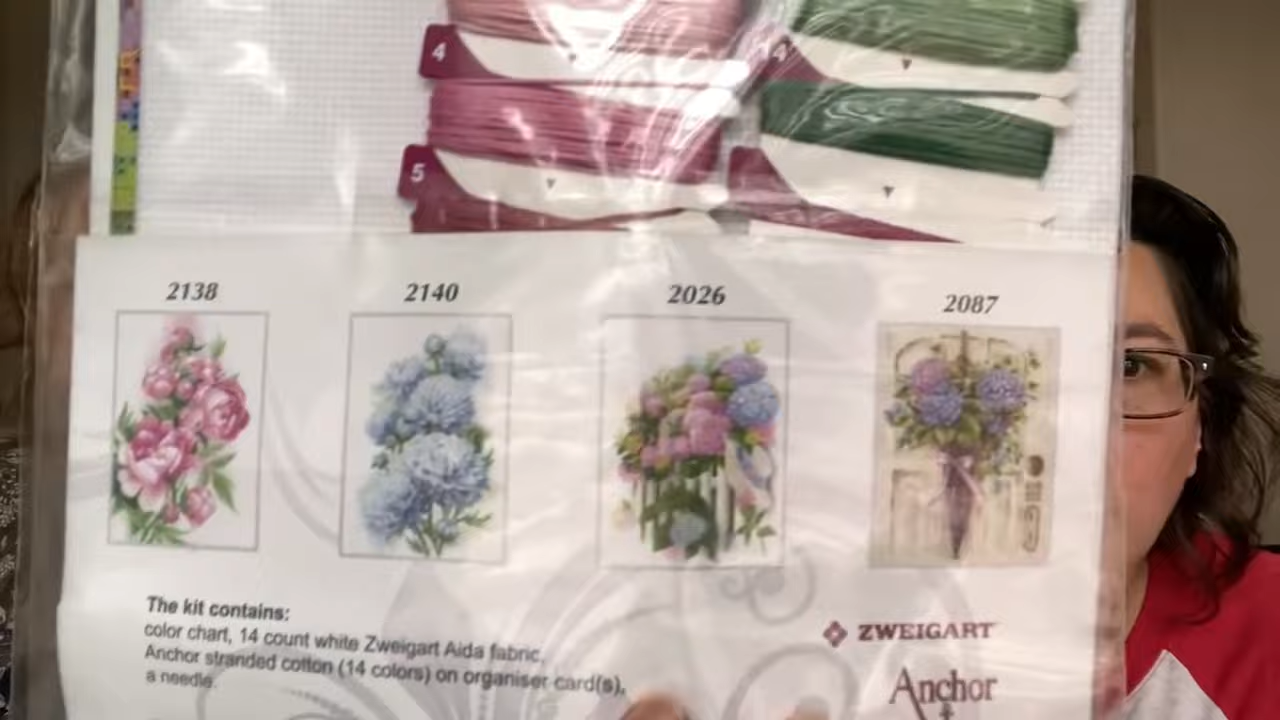 4
4
5
2138 2140 2026 2087
The kit contains:
color chart, 14 count white Zweigart Aida fabric,
Anchor stranded cotton (14 colors) on organiser card(s),
a needle.
ZWEIGART
Anchor